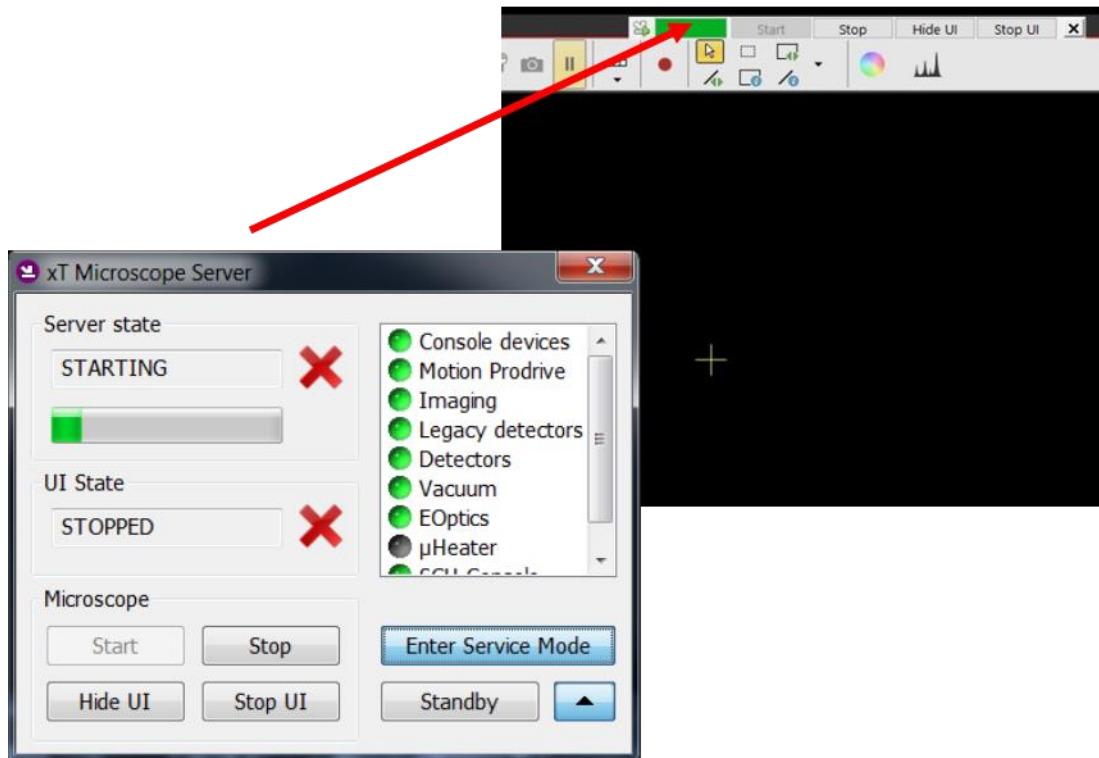 Start Stop Hide UI Stop UI X
xT Microscope Server
Server state
STARTING
UI State
STOPPED
Microscope
Start Stop
Hide UI Stop UI
Console devices
Motion Prodrive
Imaging
Legacy detectors
Detectors
Vacuum
EOptics
µHeater
Enter Service Mode
Standby